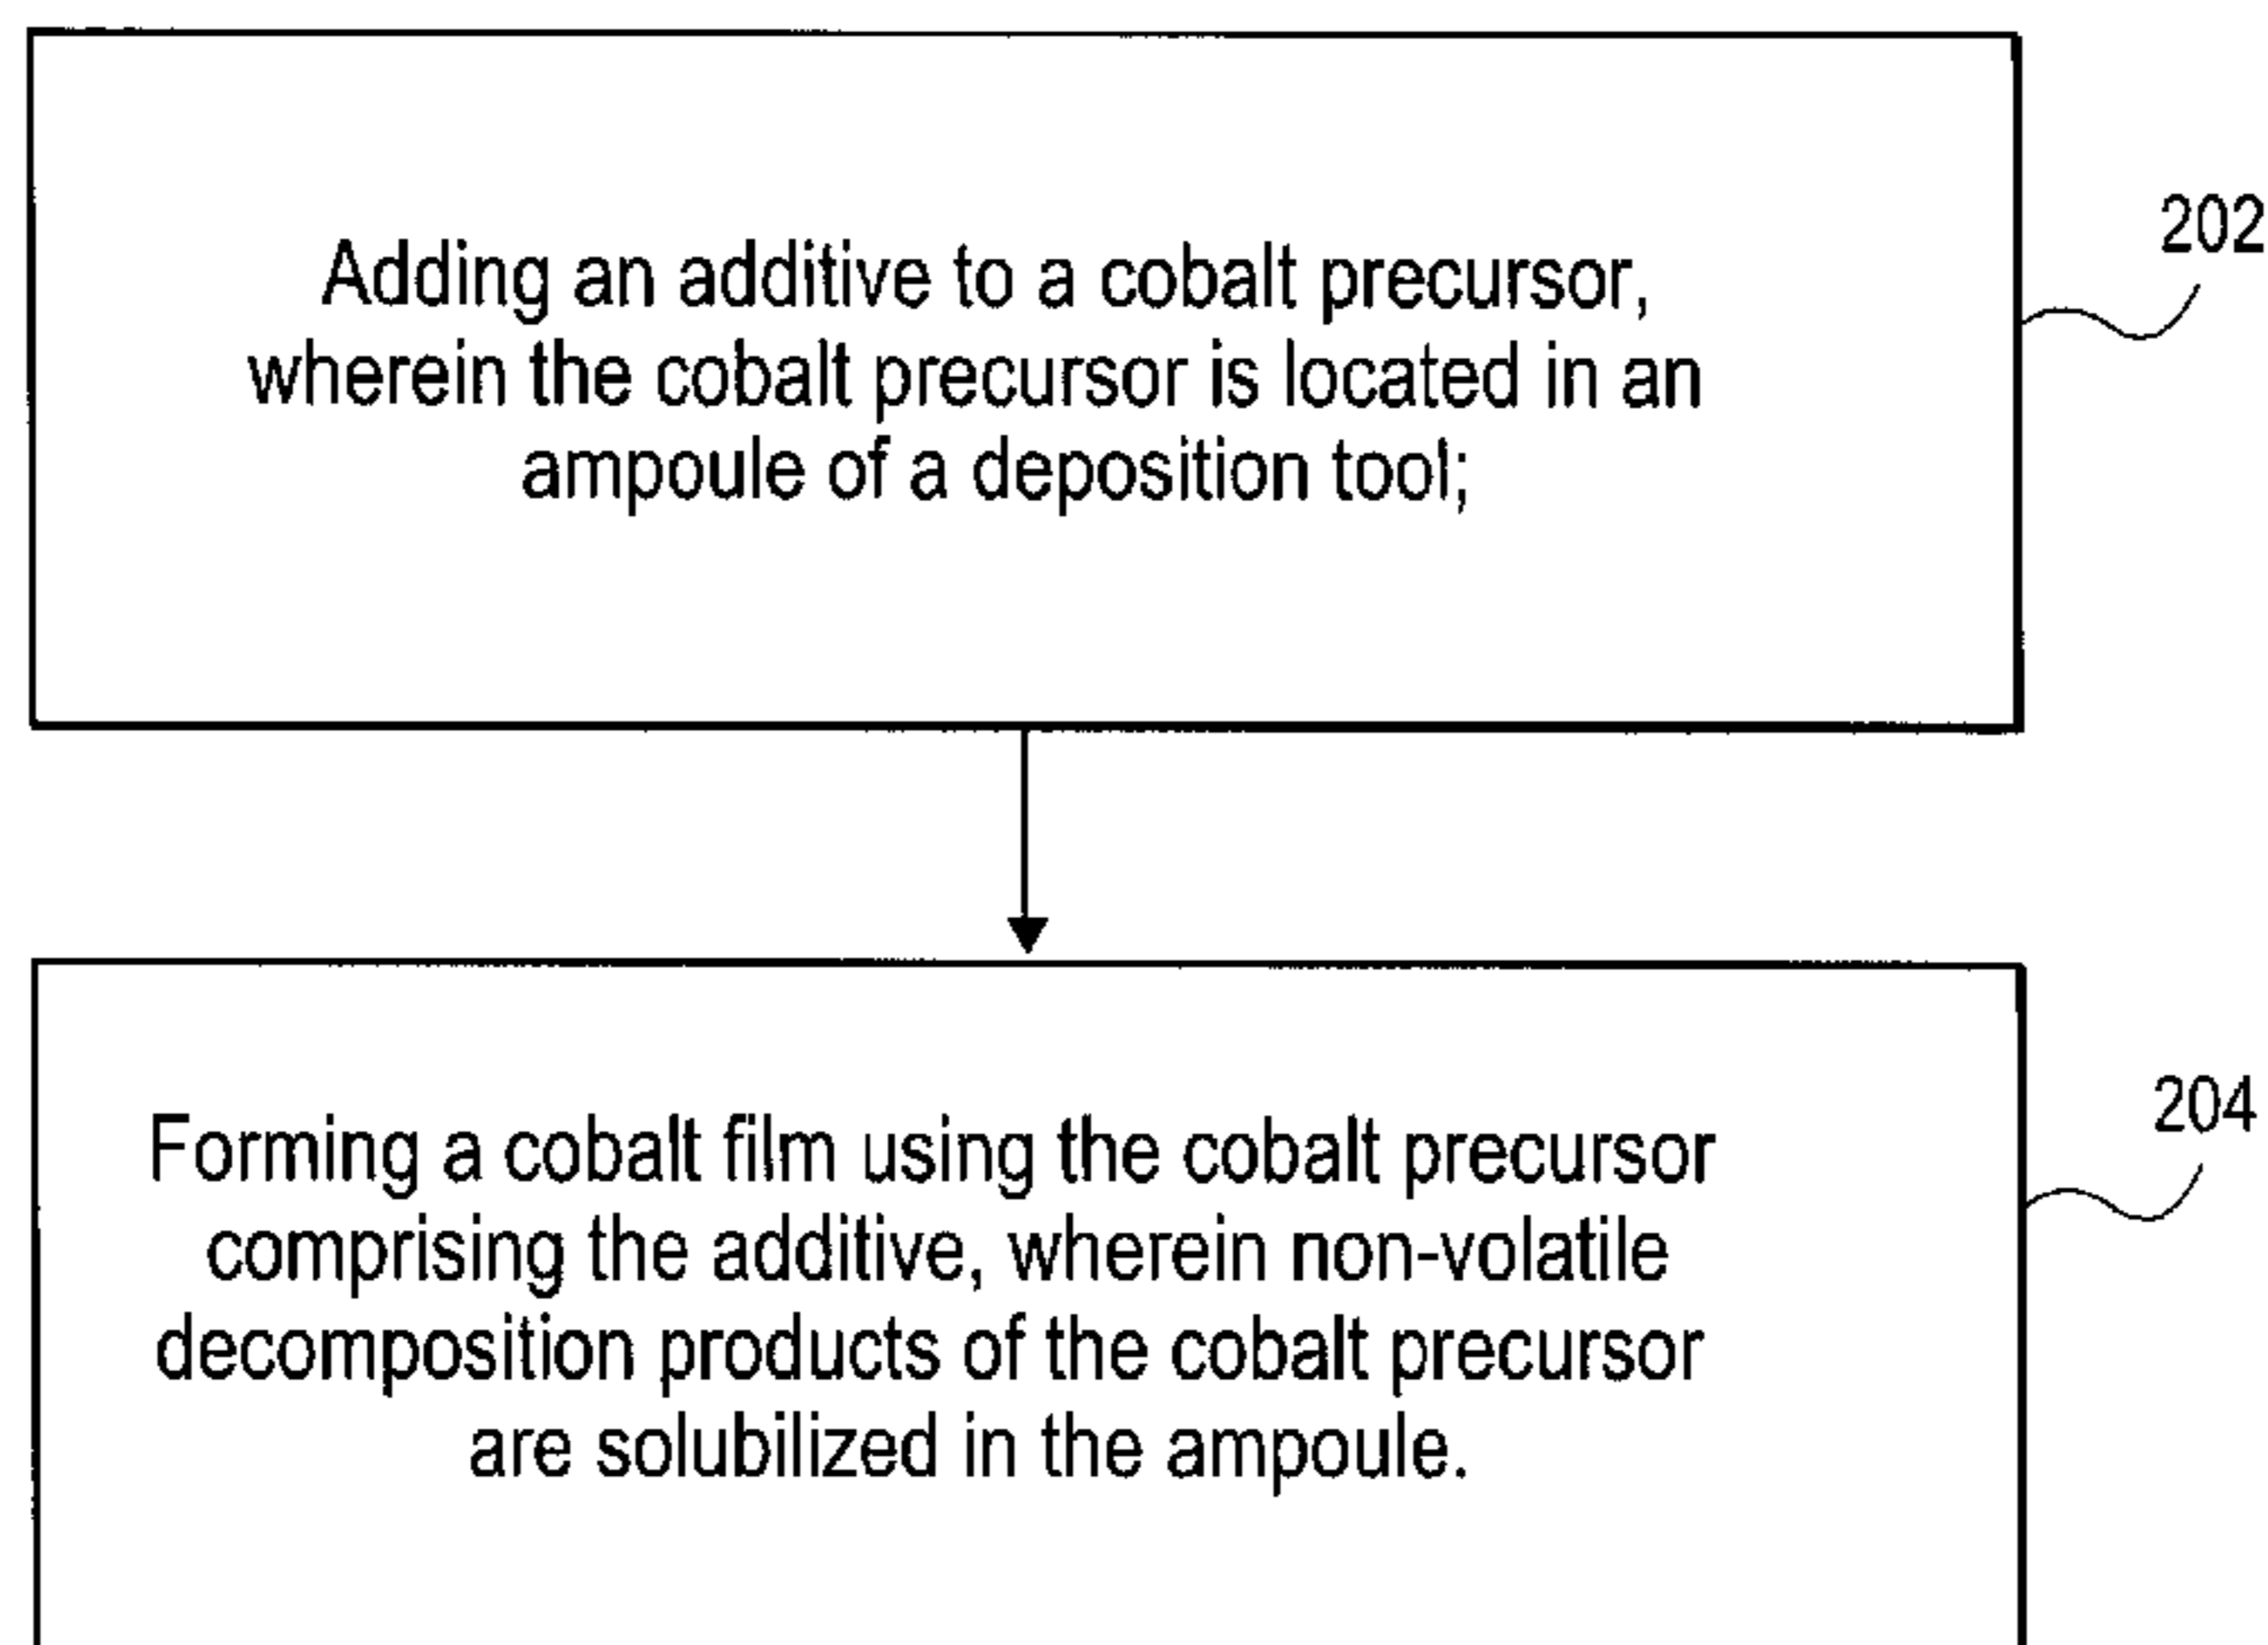 Adding an additive to a cobalt precursor,
wherein the cobalt precursor is located in an
ampoule of a deposition tool;
202
Forming a cobalt film using the cobalt precursor
comprising the additive, wherein non-volatile
decomposition products of the cobalt precursor
are solubilized in the ampoule.
204